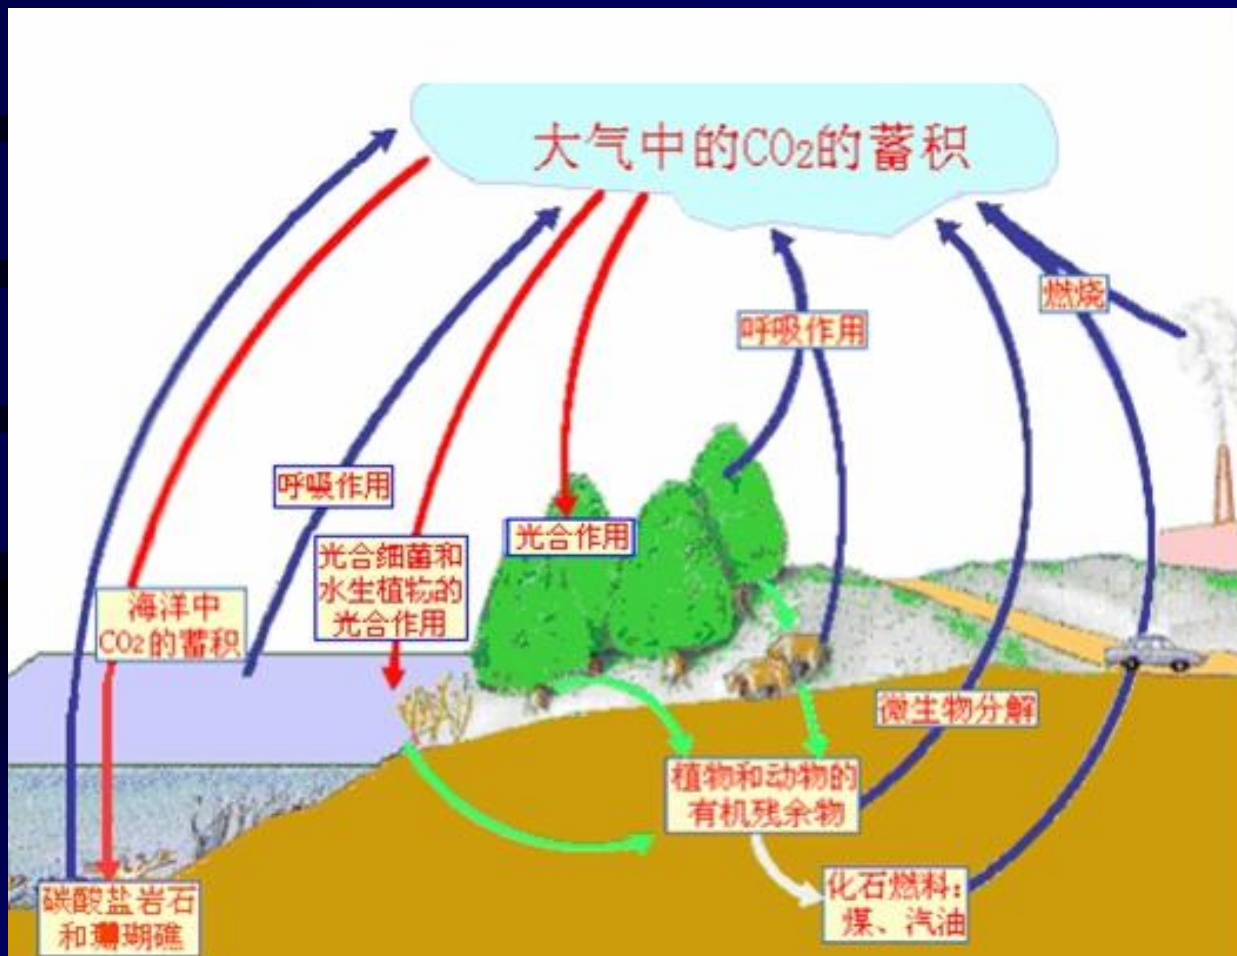 大气中的CO₂的蓄积
燃烧
呼吸作用
呼吸作用
光合作用
光合细菌和
水生植物的
光合作用
海洋中
CO₂的蓄积
微生物分解
植物和动物的
有机残余物
化石燃料：
煤、汽油
碳酸盐岩石
和珊瑚礁